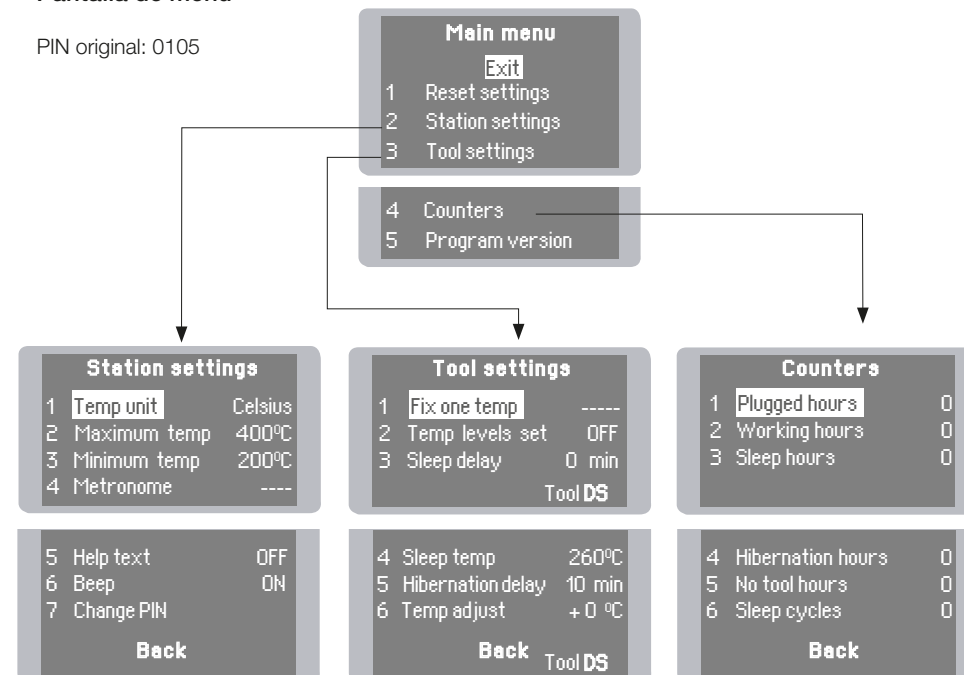 PIN original: 0105
Main menu
Exit
1 Reset settings
2 Station settings
3 Tool settings
4 Counters
5 Program version
Station settings
1 Temp unit Celsius
2 Maximum temp 400ºC
3 Minimum temp 200ºC
4 Metronome ----
5 Help text OFF
6 Beep ON
7 Change PIN
Back
Tool settings
1 Fix one temp -----
2 Temp levels set OFF
3 Sleep delay 0 min
Tool DS
4 Sleep temp 260ºC
5 Hibernation delay 10 min
6 Temp adjust +0 ºC
Back
Tool DS
Counters
1 Plugged hours 0
2 Working hours 0
3 Sleep hours 0
4 Hibernation hours 0
5 No tool hours 0
6 Sleep cycles 0
Back